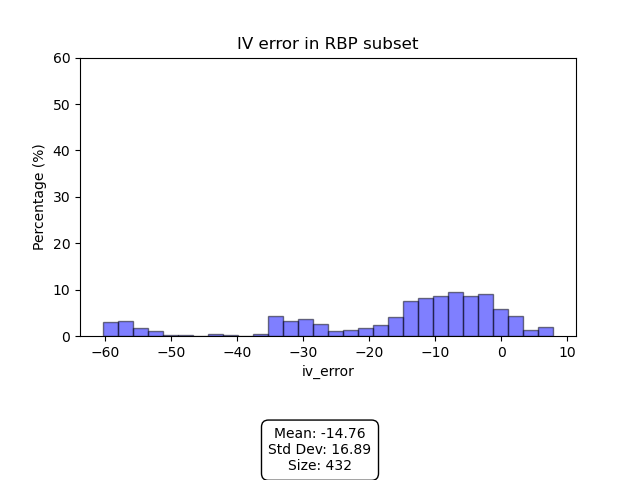 IV error in RBP subset
Percentage (%)
60
50
40
30
20
10
0
−60
−50
−40
−30
−20
−10
0
10
iv_error
Mean: -14.76
Std Dev: 16.89
Size: 432